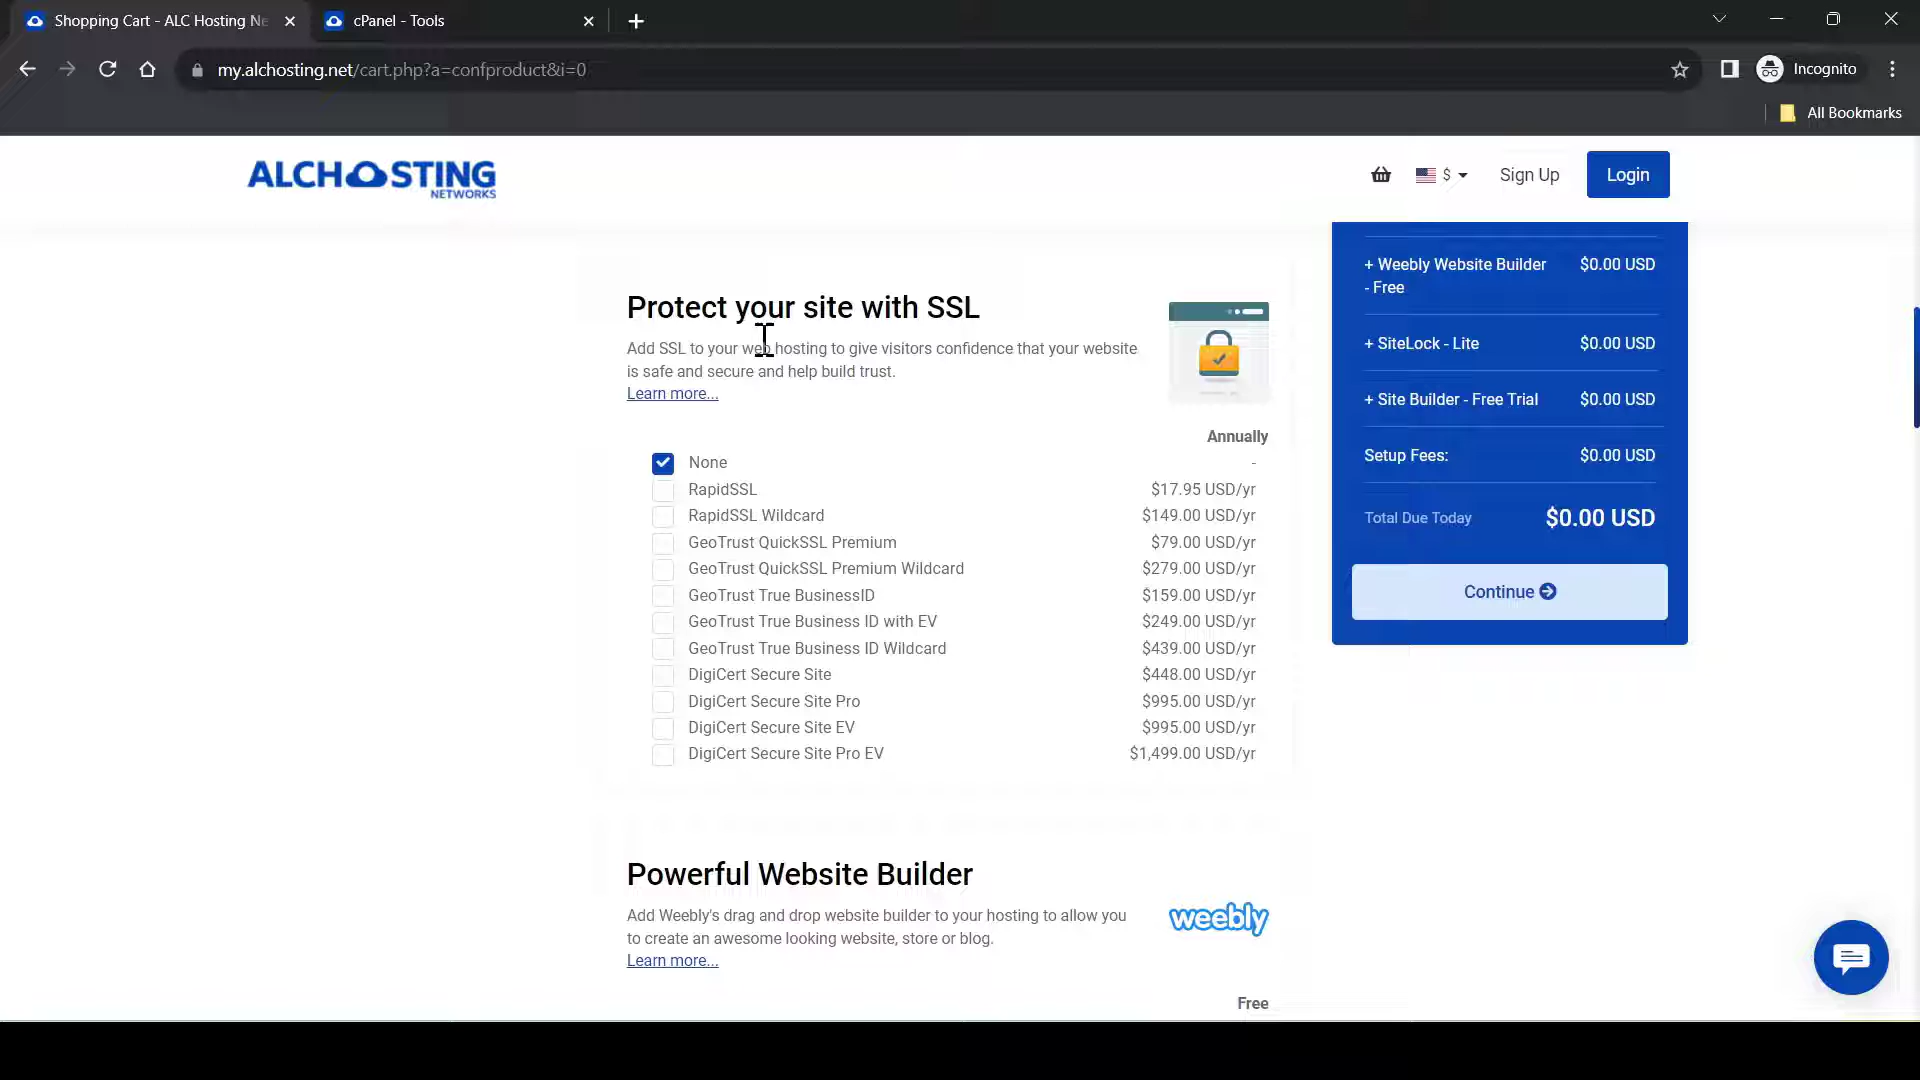 Shopping Cart - ALC Hosting Ne
cPanel - Tools
my.alchosting.net/cart.php?a=confproduct&i=0
Incognito
All Bookmarks
ALCHOSTING
NETWORKS
$
Sign Up
Login
Protect your site with SSL
Add SSL to your web hosting to give visitors confidence that your website
is safe and secure and help build trust.
Learn more...
Annually
None -
RapidSSL $17.95 USD/yr
RapidSSL Wildcard $149.00 USD/yr
GeoTrust QuickSSL Premium $79.00 USD/yr
GeoTrust QuickSSL Premium Wildcard $279.00 USD/yr
GeoTrust True BusinessID $159.00 USD/yr
GeoTrust True Business ID with EV $249.00 USD/yr
GeoTrust True Business ID Wildcard $439.00 USD/yr
DigiCert Secure Site $448.00 USD/yr
DigiCert Secure Site Pro $995.00 USD/yr
DigiCert Secure Site EV $995.00 USD/yr
DigiCert Secure Site Pro EV $1,499.00 USD/yr
Powerful Website Builder
Add Weebly's drag and drop website builder to your hosting to allow you
to create an awesome looking website, store or blog.
Learn more...
weebly
Free
+ Weebly Website Builder $0.00 USD
- Free
+ SiteLock - Lite $0.00 USD
+ Site Builder - Free Trial $0.00 USD
Setup Fees: $0.00 USD
Total Due Today $0.00 USD
Continue